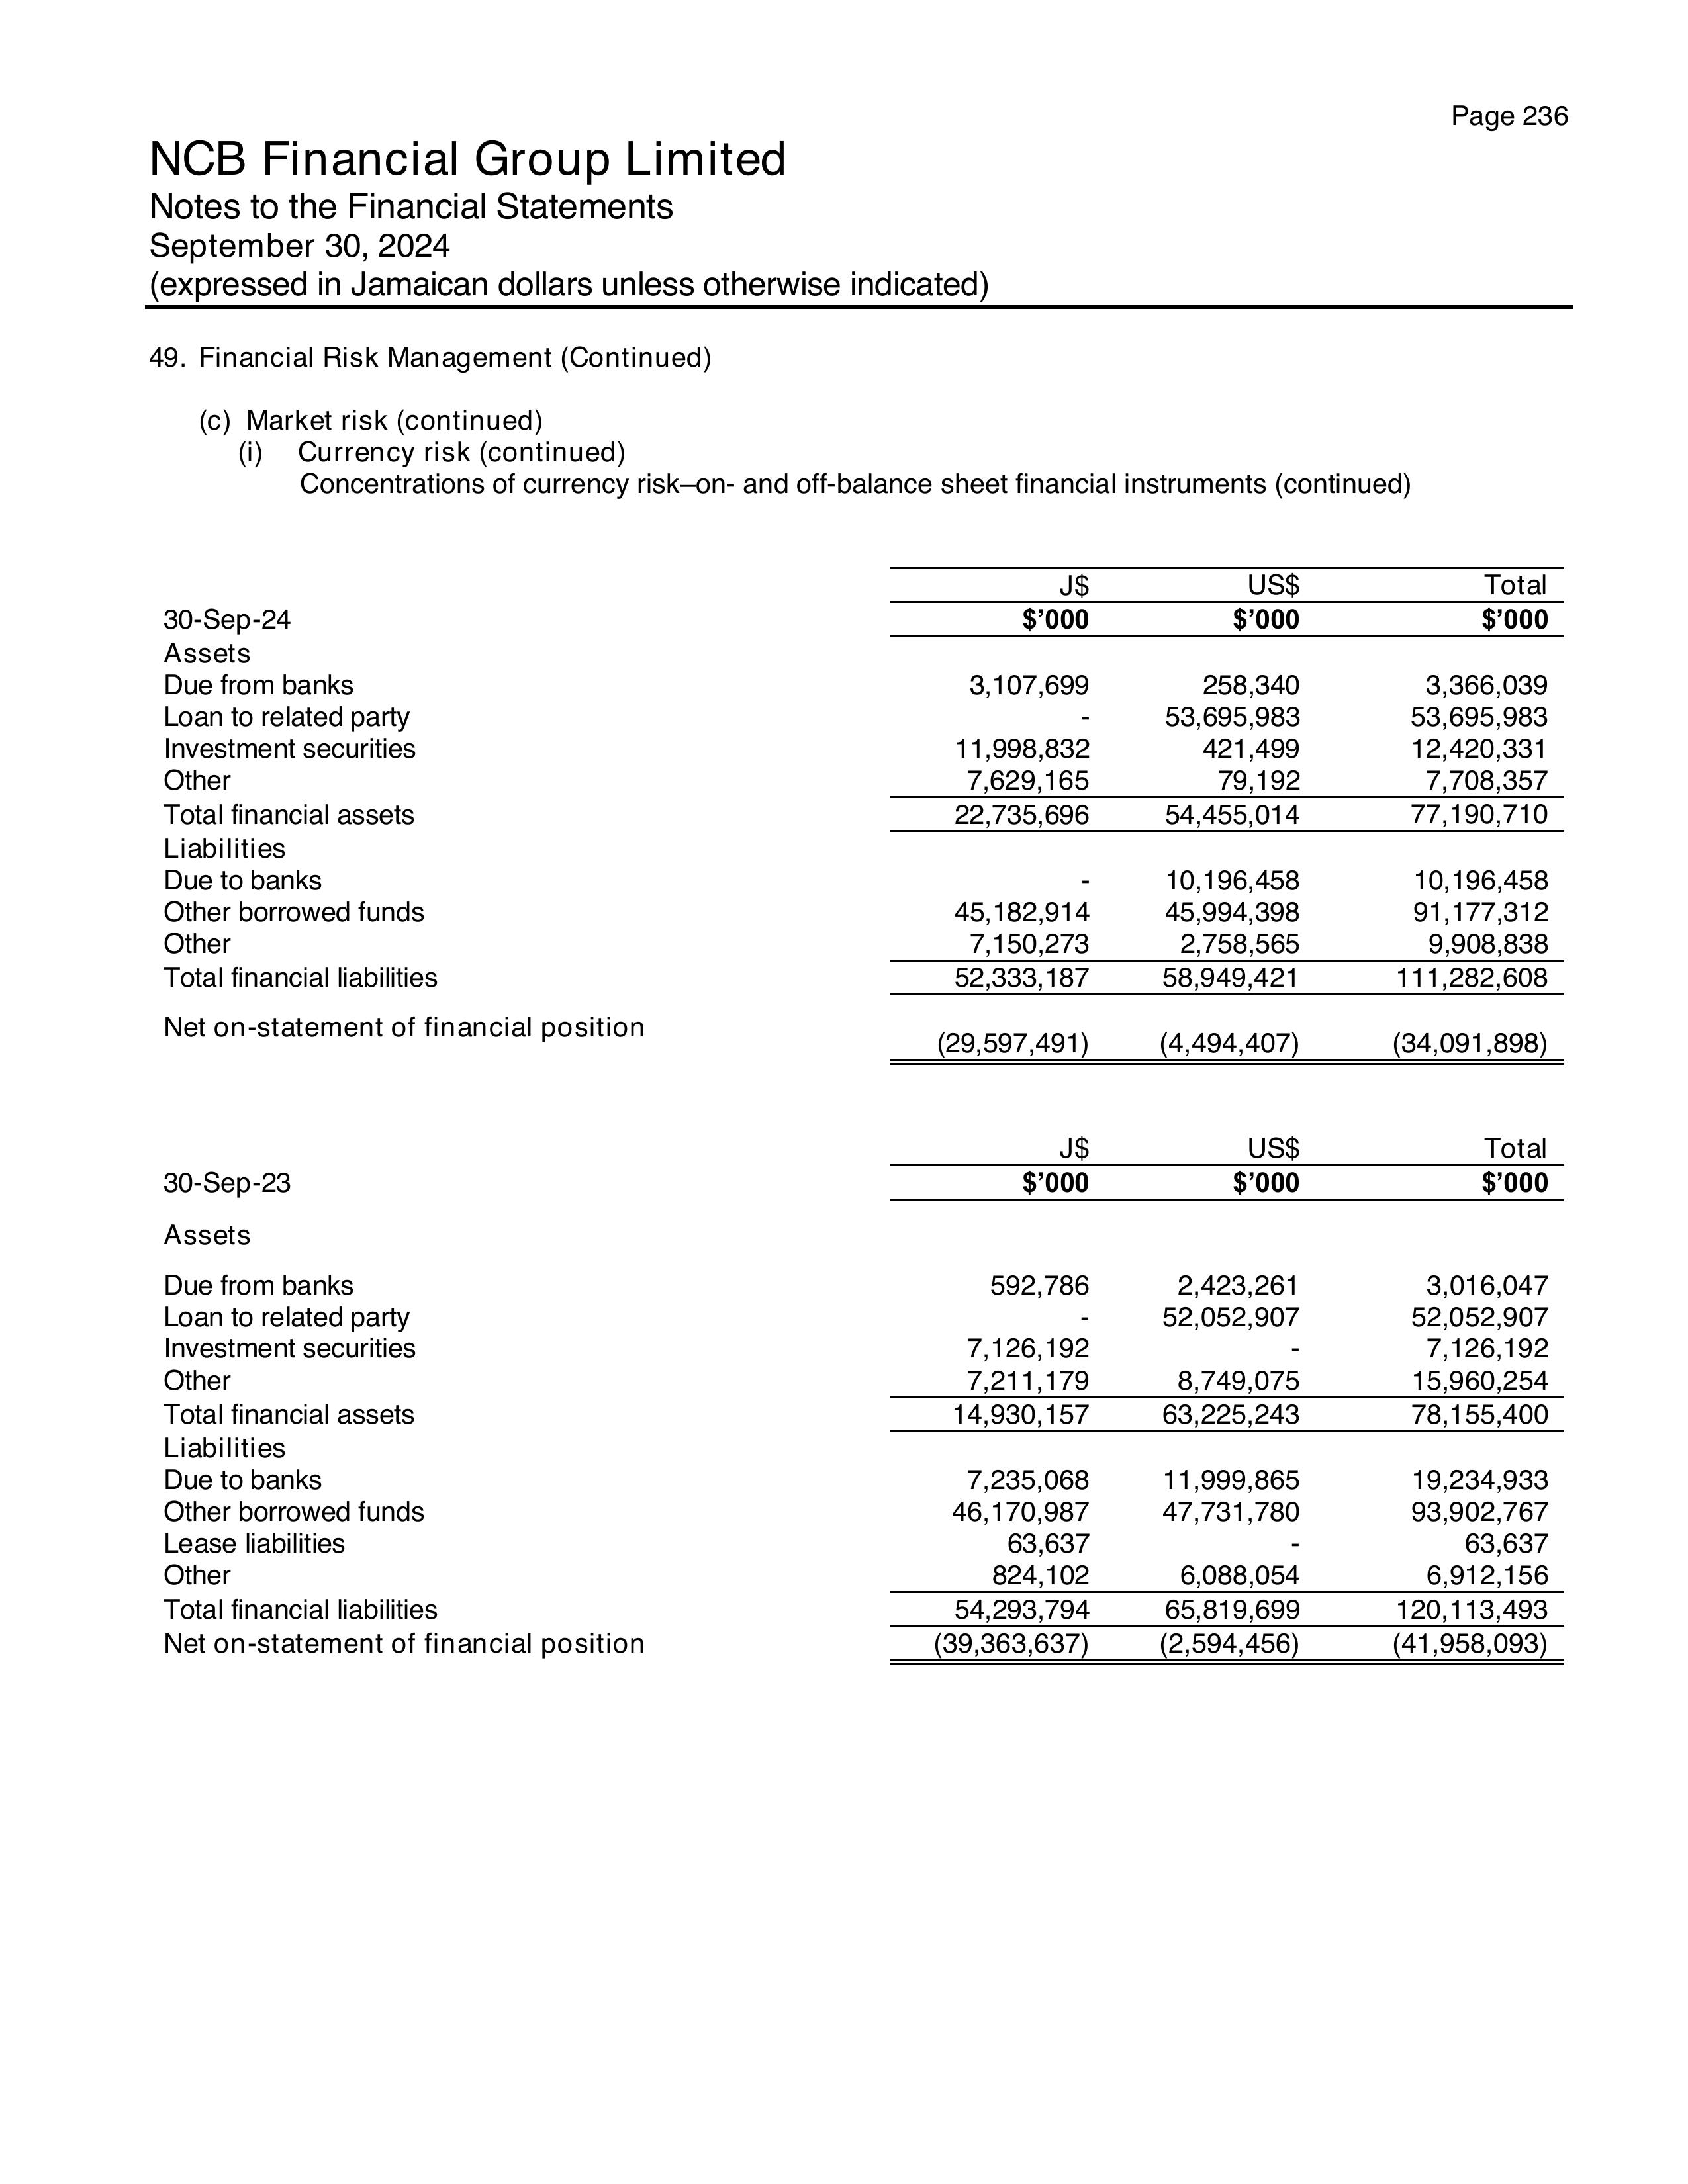 Page 236
NCB Financial Group Limited
Notes to the Financial Statements
September 30, 2024
(expressed in Jamaican dollars unless otherwise indicated)
49. Financial Risk Management (Continued)
(c) Market risk (continued)
(i) Currency risk (continued)
Concentrations of currency risk–on- and off-balance sheet financial instruments (continued)
J$ US$ Total
30-Sep-24 $’000 $’000 $’000
Assets
Due from banks 3,107,699 258,340 3,366,039
Loan to related party - 53,695,983 53,695,983
Investment securities 11,998,832 421,499 12,420,331
Other 7,629,165 79,192 7,708,357
Total financial assets 22,735,696 54,455,014 77,190,710
Liabilities
Due to banks - 10,196,458 10,196,458
Other borrowed funds 45,182,914 45,994,398 91,177,312
Other 7,150,273 2,758,565 9,908,838
Total financial liabilities 52,333,187 58,949,421 111,282,608
Net on-statement of financial position (29,597,491) (4,494,407) (34,091,898)
J$ US$ Total
30-Sep-23 $’000 $’000 $’000
Assets
Due from banks 592,786 2,423,261 3,016,047
Loan to related party - 52,052,907 52,052,907
Investment securities 7,126,192 - 7,126,192
Other 7,211,179 8,749,075 15,960,254
Total financial assets 14,930,157 63,225,243 78,155,400
Liabilities
Due to banks 7,235,068 11,999,865 19,234,933
Other borrowed funds 46,170,987 47,731,780 93,902,767
Lease liabilities 63,637 - 63,637
Other 824,102 6,088,054 6,912,156
Total financial liabilities 54,293,794 65,819,699 120,113,493
Net on-statement of financial position (39,363,637) (2,594,456) (41,958,093)